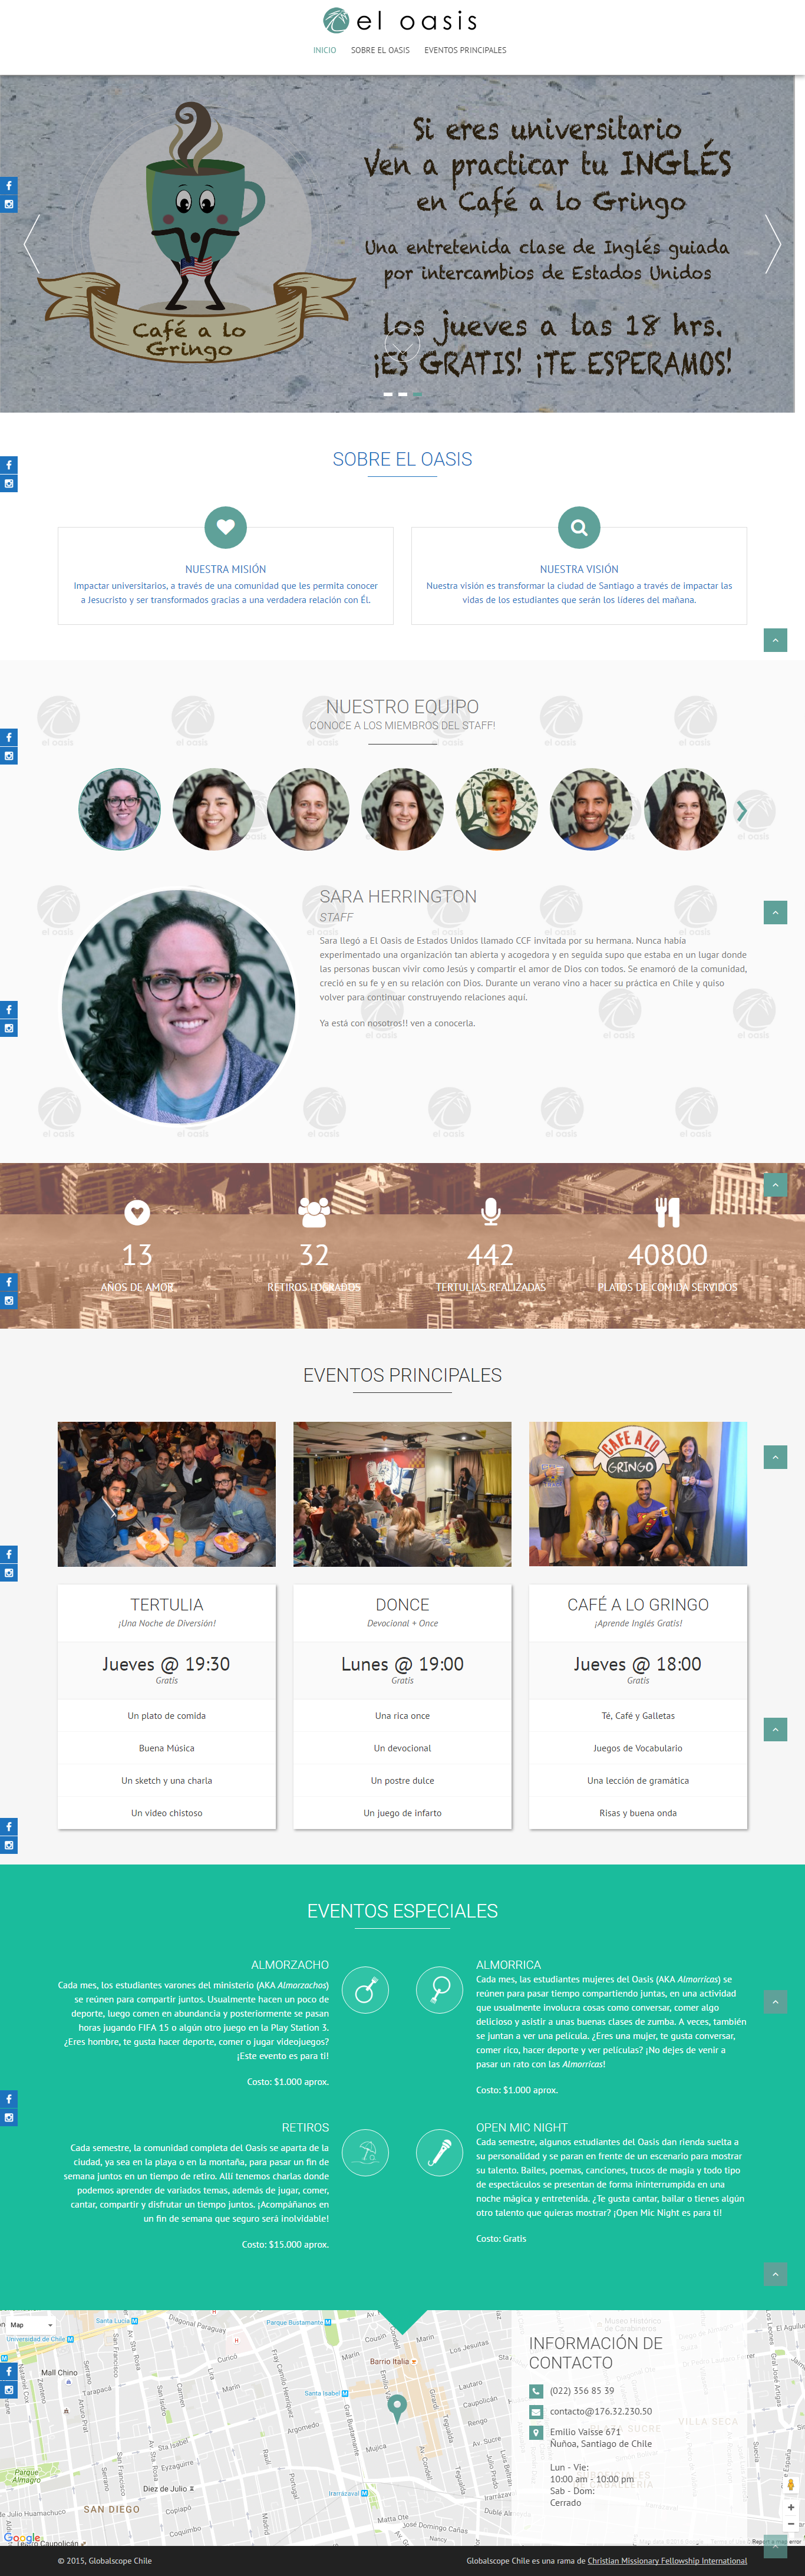 el oasis
INICIO SOBRE EL OASIS EVENTOS PRINCIPALES
Si eres universitario
Ven a practicar tu INGLÉS
en Café a lo Gringo
Una entretenida clase de Inglés guiada
por intercambios de Estados Unidos
Los jueves a las 18 hrs.
¡ES GRATIS! ¡TE ESPERAMOS!
Café a lo
Gringo
SOBRE EL OASIS
NUESTRA MISIÓN
Impactar universitarios, a través de una comunidad que les permita conocer
a Jesucristo y ser transformados gracias a una verdadera relación con Él.
NUESTRA VISIÓN
Nuestra visión es transformar la ciudad de Santiago a través de impactar las
vidas de los estudiantes que serán los líderes del mañana.
NUESTRO EQUIPO
CONOCE A LOS MIEMBROS DEL STAFF!
SARA HERRINGTON
STAFF
Sara llegó a El Oasis de Estados Unidos llamado CCF invitada por su hermana. Nunca había
experimentado una organización tan abierta y acogedora y en seguida supo que estaba en un lugar donde
las personas buscan vivir como Jesús y compartir el amor de Dios con todos. Se enamoró de la comunidad,
creció en su fe y en su relación con Dios. Durante un verano vino a hacer su práctica en Chile y quiso
volver para continuar construyendo relaciones aquí.
Ya está con nosotros!! ven a conocerla.
13
AÑOS DE AMOR
32
RETIROS LOGRADOS
442
TERTULIAS REALIZADAS
40800
PLATOS DE COMIDA SERVIDOS
EVENTOS PRINCIPALES
CAFE A LO
GRINGO
TERTULIA
¡Una Noche de Diversión!
Jueves @ 19:30
Gratis
Un plato de comida
Buena Música
Un sketch y una charla
Un video chistoso
DONCE
Devocional + Once
Lunes @ 19:00
Gratis
Una rica once
Un devocional
Un postre dulce
Un juego de infarto
CAFÉ A LO GRINGO
¡Aprende Inglés Gratis!
Jueves @ 18:00
Gratis
Té, Café y Galletas
Juegos de Vocabulario
Una lección de gramática
Risas y buena onda
EVENTOS ESPECIALES
ALMORZACHO
Cada mes, los estudiantes varones del ministerio (AKA Almorzachos)
se reúnen para compartir juntos. Usualmente hacen un poco de
deporte, luego comen en abundancia y posteriormente se pasan
horas jugando FIFA 15 o algún otro juego en la Play Station 3.
¿Eres hombre, te gusta hacer deporte, comer o jugar videojuegos?
¡Este evento es para ti!
Costo: $1.000 aprox.
ALMORRICA
Cada mes, las estudiantes mujeres del Oasis (AKA Almorricas) se
reúnen para pasar tiempo compartiendo juntas, en una actividad
que usualmente involucra cosas como conversar, comer algo
delicioso y asistir a unas buenas clases de zumba. A veces, también
se juntan a ver una película. ¿Eres una mujer, te gusta conversar,
comer rico, hacer deporte y ver películas? ¡No dejes de venir a
pasar un rato con las Almorricas!
Costo: $1.000 aprox.
RETIROS
Cada semestre, la comunidad completa del Oasis se aparta de la
ciudad, ya sea en la playa o en la montaña, para pasar un fin de
semana juntos en un tiempo de retiro. Allí tenemos charlas donde
podemos aprender de variados temas, además de jugar, comer,
cantar, compartir y disfrutar un tiempo juntos. ¡Acompáñanos en
un fin de semana que seguro será inolvidable!
Costo: $15.000 aprox.
OPEN MIC NIGHT
Cada semestre, algunos estudiantes del Oasis dan rienda suelta a
su personalidad y se paran en frente de un escenario para mostrar
su talento. Bailes, poemas, canciones, trucos de magia y todo tipo
de espectáculos se presentan de forma ininterrumpida en una
noche mágica y entretenida. ¿Te gusta cantar, bailar o tienes algún
otro talento que quieras mostrar? ¡Open Mic Night es para ti!
Costo: Gratis
Map
Santa Lucía
Universidad de Chile
Mall Chino
Parque Bustamante
Barrio Italia
Santa Isabel
Parque
Almagro
SAN DIEGO
Diez de Julio
Irarrazaval
VILLA SECA
Google
INFORMACIÓN DE
CONTACTO
(022) 356 85 39
contacto@176.32.230.50
Emilio Vaisse 671
Ñuñoa, Santiago de Chile
Lun - Vie:
10:00 am - 10:00 pm
Sab - Dom:
Cerrado
© 2015, Globalscope Chile
Globalscope Chile es una rama de Christian Missionary Fellowship International